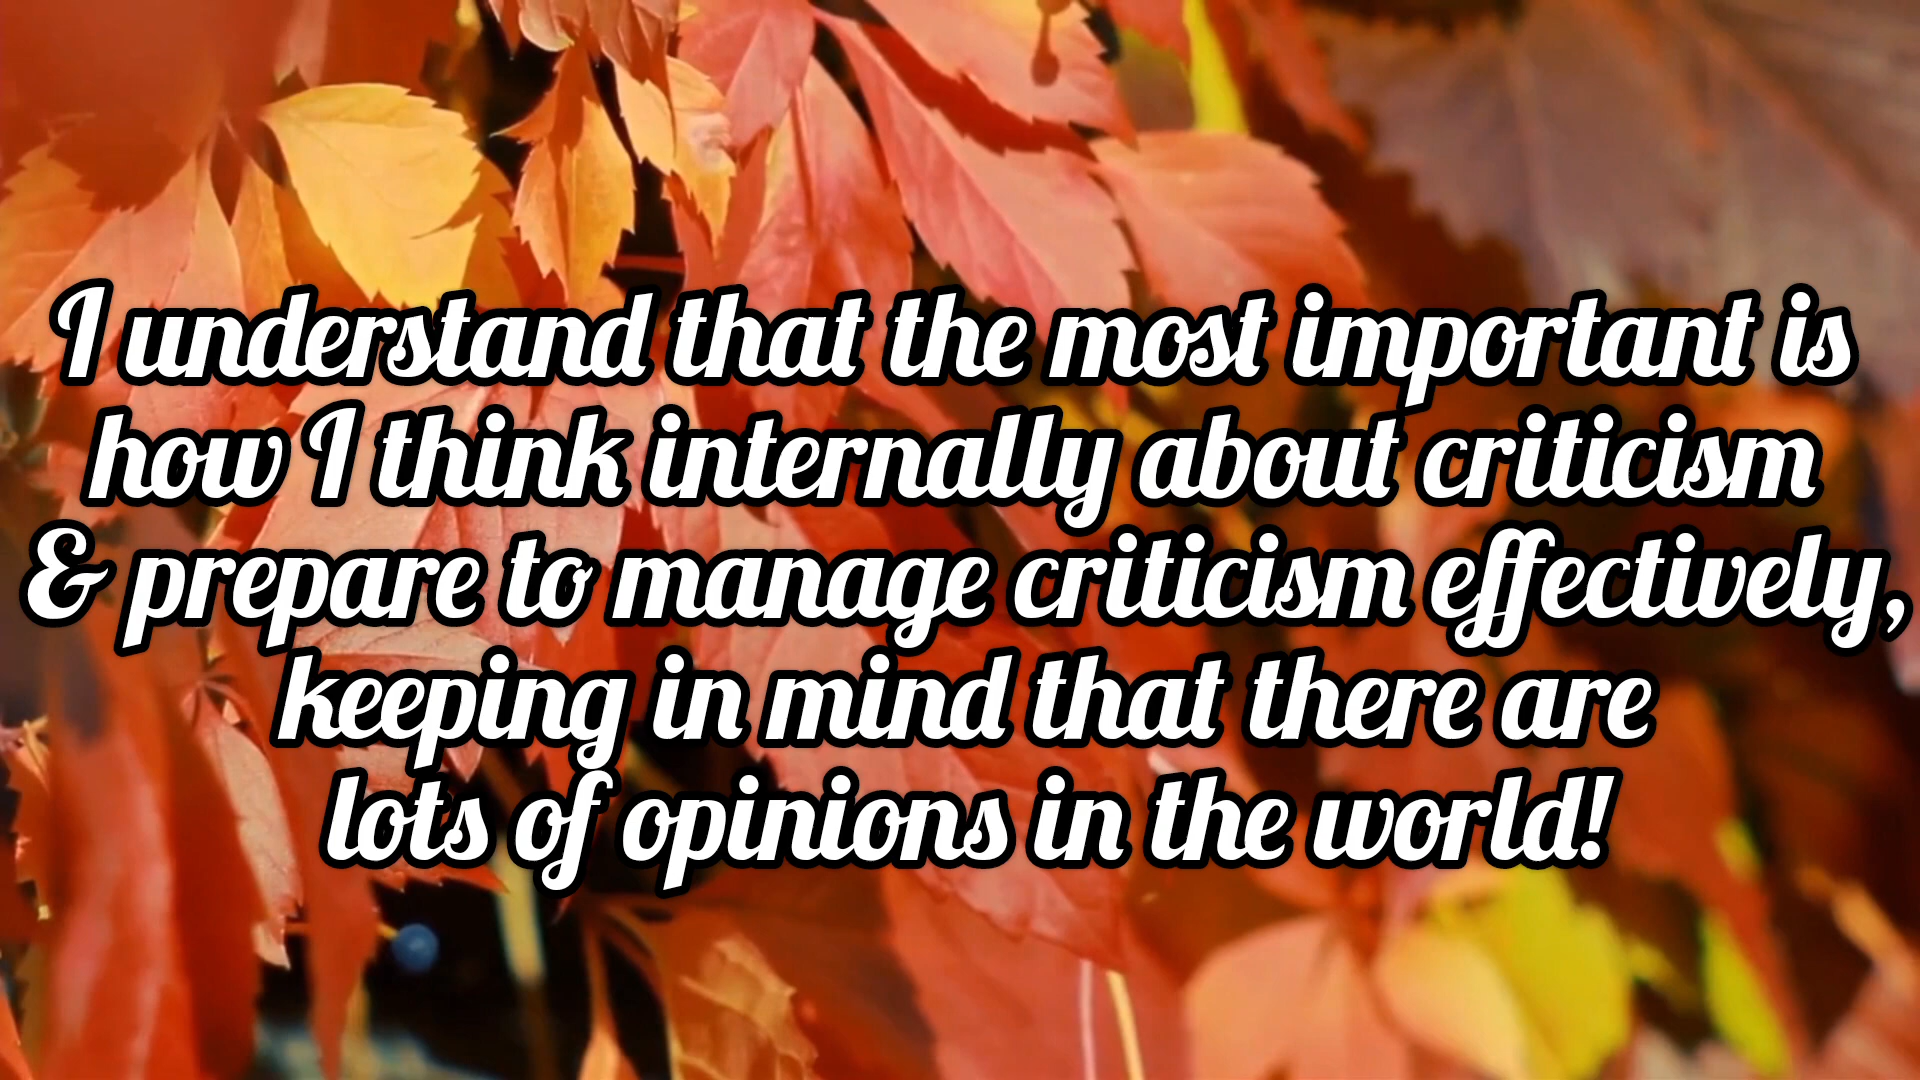 I understand that the most important is
how I think internally about criticism
& prepare to manage criticism effectively,
keeping in mind that there are
lots of opinions in the world!